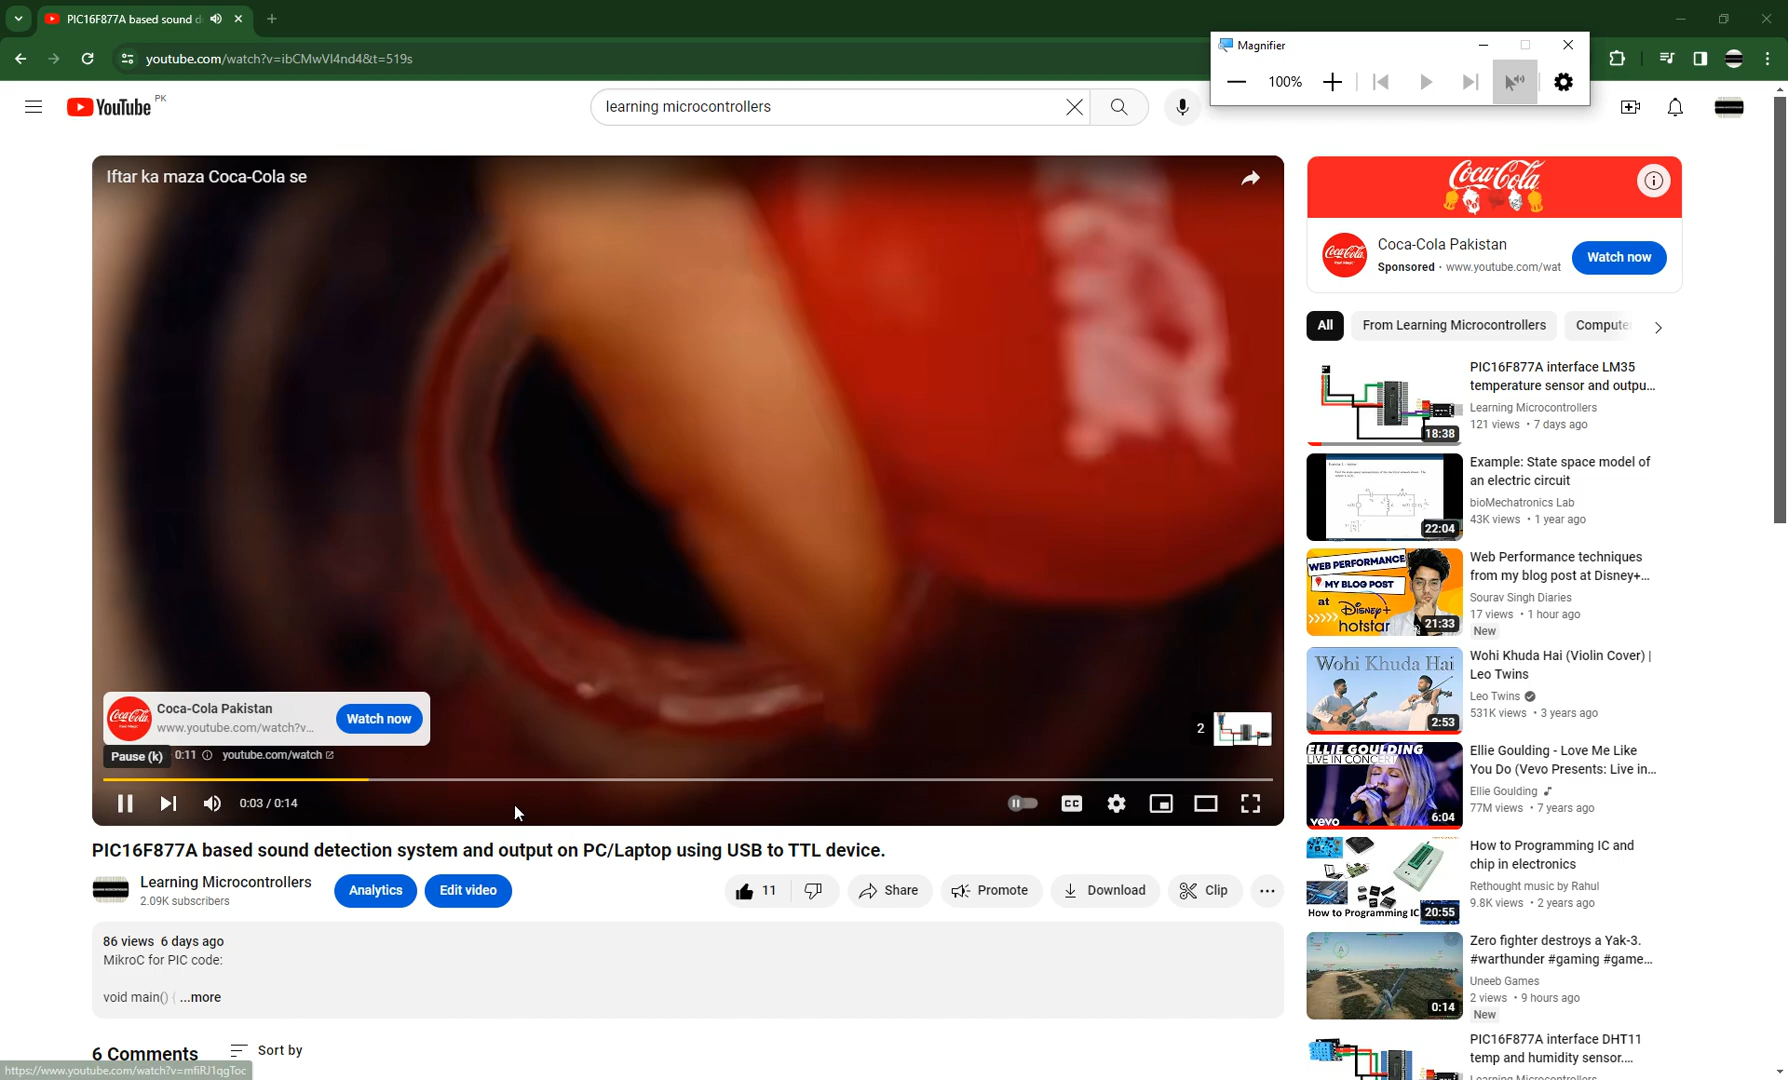 PIC16F877A based sound d
youtube.com/watch?v=ibCMwVI4nd4&t=519s
Magnifier
100%
YouTube PK
learning microcontrollers
Iftar ka maza Coca-Cola se
Coca-Cola Pakistan
www.youtube.com/watch?v...
Watch now
2
Pause (k)
0:11
youtube.com/watch
0:03 / 0:14
CC
PIC16F877A based sound detection system and output on PC/Laptop using USB to TTL device.
Learning Microcontrollers
2.09K subscribers
Analytics
Edit video
11
Share
Promote
Download
Clip
86 views 6 days ago
MikroC for PIC code:
void main() { ...more
6 Comments
Sort by
https://www.youtube.com/watch?v=mfiRJ1qgToc
Coca-Cola
Coca-Cola
Coca-Cola Pakistan
Sponsored · www.youtube.com/wat
Watch now
All
From Learning Microcontrollers
Compute
PIC16F877A interface LM35
temperature sensor and outpu...
Learning Microcontrollers
121 views • 7 days ago
18:38
Example: State space model of
an electric circuit
bioMechatronics Lab
43K views • 1 year ago
22:04
WEB PERFORMANCE
MY BLOG POST
at Disney+
hotstar
21:33
Web Performance techniques
from my blog post at Disney+...
Sourav Singh Diaries
17 views • 1 hour ago
New
Wohi Khuda Hai
2:53
Wohi Khuda Hai (Violin Cover) |
Leo Twins
Leo Twins
531K views • 3 years ago
ELLIE GOULDING
LIVE IN CONCERT
vevo
6:04
Ellie Goulding - Love Me Like
You Do (Vevo Presents: Live in...
Ellie Goulding
77M views • 7 years ago
How to Programming IC
20:55
How to Programming IC and
chip in electronics
Rethought music by Rahul
9.8K views • 2 years ago
0:14
Zero fighter destroys a Yak-3.
#warthunder #gaming #game...
Uneeb Games
2 views • 9 hours ago
New
PIC16F877A interface DHT11
temp and humidity sensor....
Learning Microcontrollers